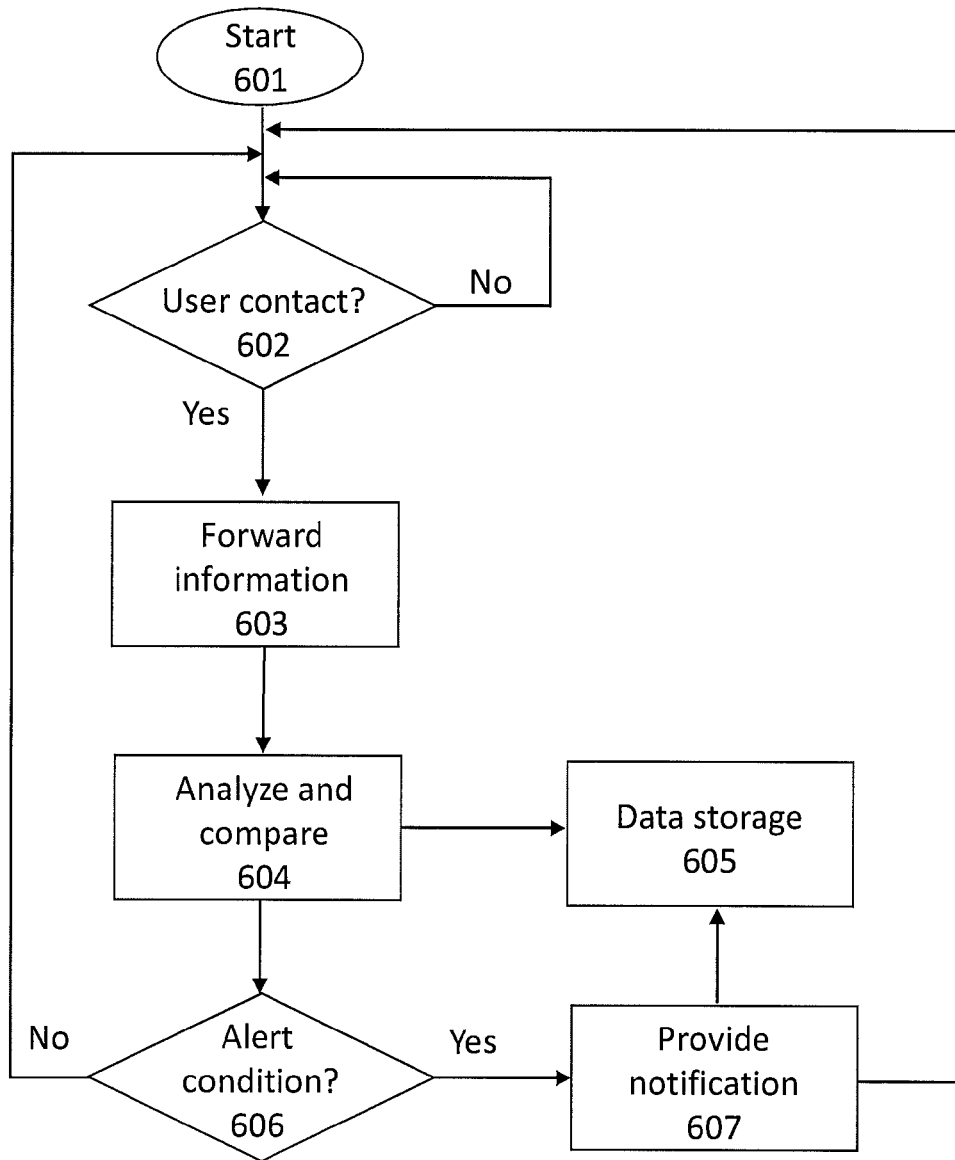 Start
601
User contact?
602
No
Yes
Forward
information
603
Analyze and
compare
604
Data storage
605
No
Alert
condition?
606
Yes
Provide
notification
607